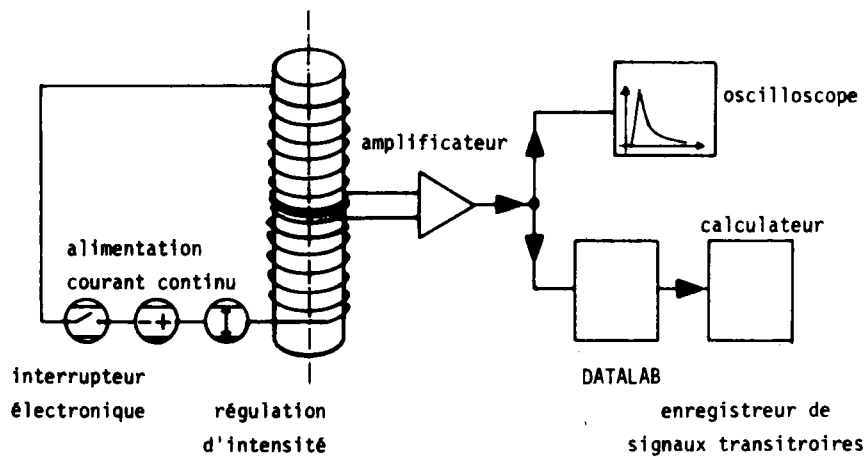 oscilloscope
amplificateur
calculateur
alimentation
courant continu
- +
interrupteur
électronique
régulation
d'intensité
DATALAB
enregistreur de
signaux transitroires